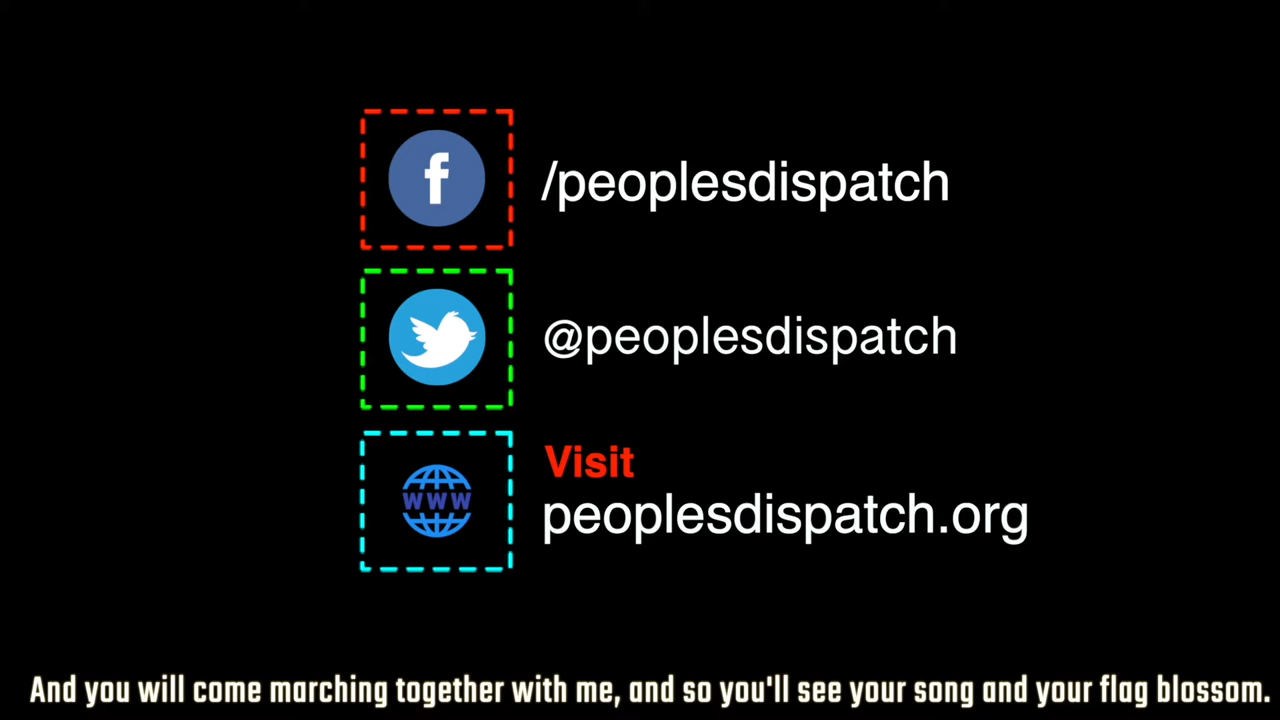 f
/peoplesdispatch
@peoplesdispatch
Visit
www
peoplesdispatch.org
And you will come marching together with me, and so you'll see your song and your flag blossom.